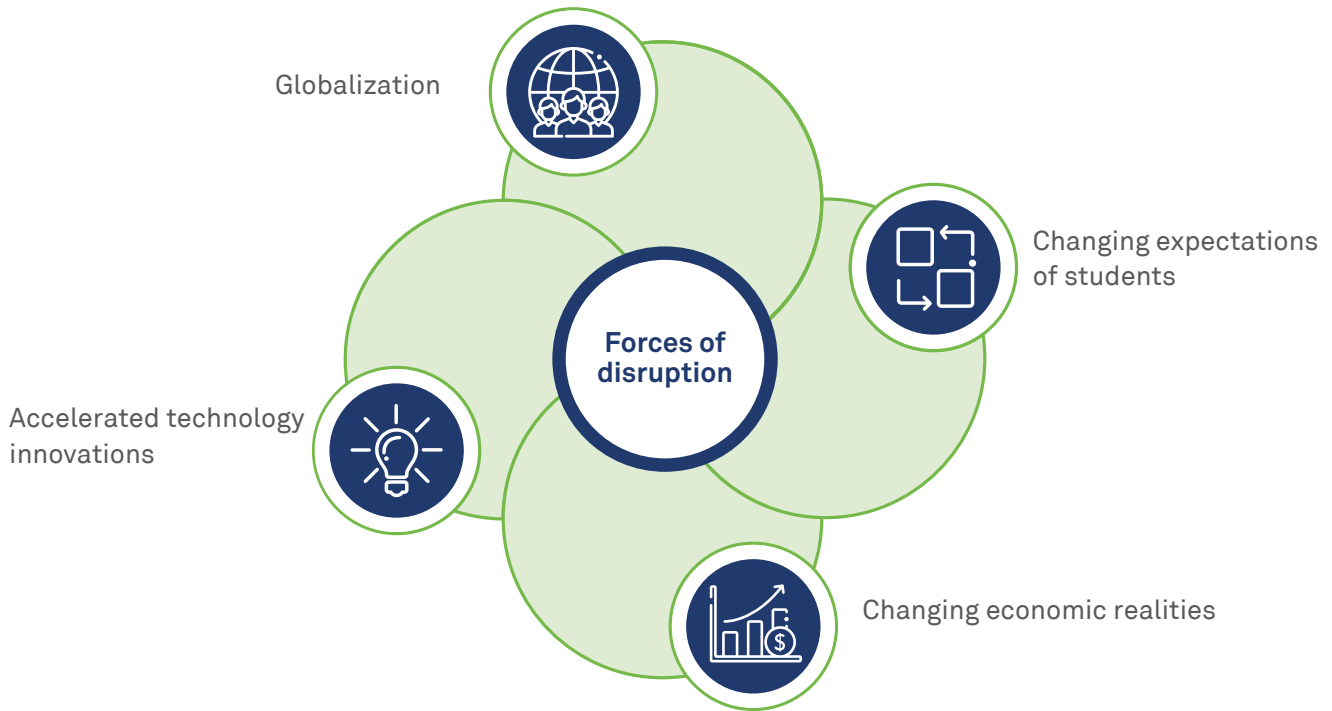 Globalization
Changing expectations
of students
Forces of
disruption
Accelerated technology
innovations
Changing economic realities
$